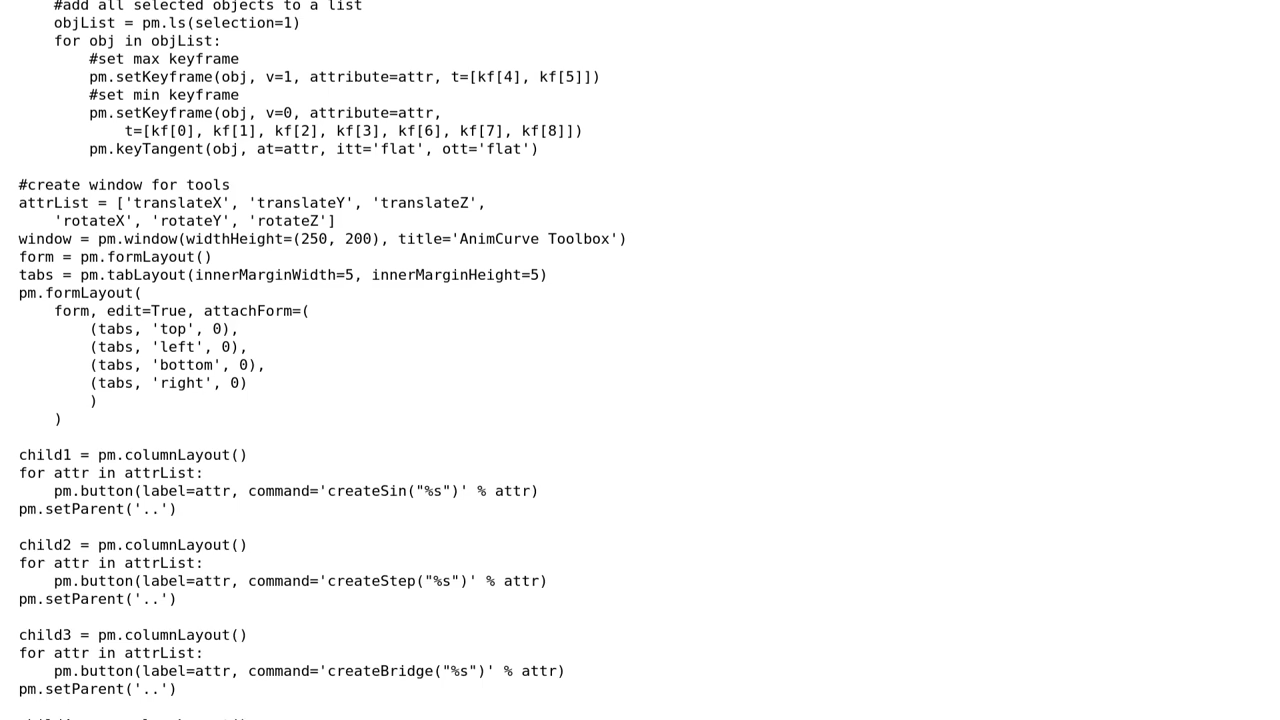 #add all selected objects to a list
    objList = pm.ls(selection=1)
    for obj in objList:
        #set max keyframe
        pm.setKeyframe(obj, v=1, attribute=attr, t=[kf[4], kf[5]])
        #set min keyframe
        pm.setKeyframe(obj, v=0, attribute=attr,
            t=[kf[0], kf[1], kf[2], kf[3], kf[6], kf[7], kf[8]])
        pm.keyTangent(obj, at=attr, itt='flat', ott='flat')

#create window for tools
attrList = ['translateX', 'translateY', 'translateZ',
    'rotateX', 'rotateY', 'rotateZ']
window = pm.window(widthHeight=(250, 200), title='AnimCurve Toolbox')
form = pm.formLayout()
tabs = pm.tabLayout(innerMarginWidth=5, innerMarginHeight=5)
pm.formLayout(
    form, edit=True, attachForm=(
        (tabs, 'top', 0),
        (tabs, 'left', 0),
        (tabs, 'bottom', 0),
        (tabs, 'right', 0)
        )
    )

child1 = pm.columnLayout()
for attr in attrList:
    pm.button(label=attr, command='createSin("%s")' % attr)
pm.setParent('..')

child2 = pm.columnLayout()
for attr in attrList:
    pm.button(label=attr, command='createStep("%s")' % attr)
pm.setParent('..')

child3 = pm.columnLayout()
for attr in attrList:
    pm.button(label=attr, command='createBridge("%s")' % attr)
pm.setParent('..')